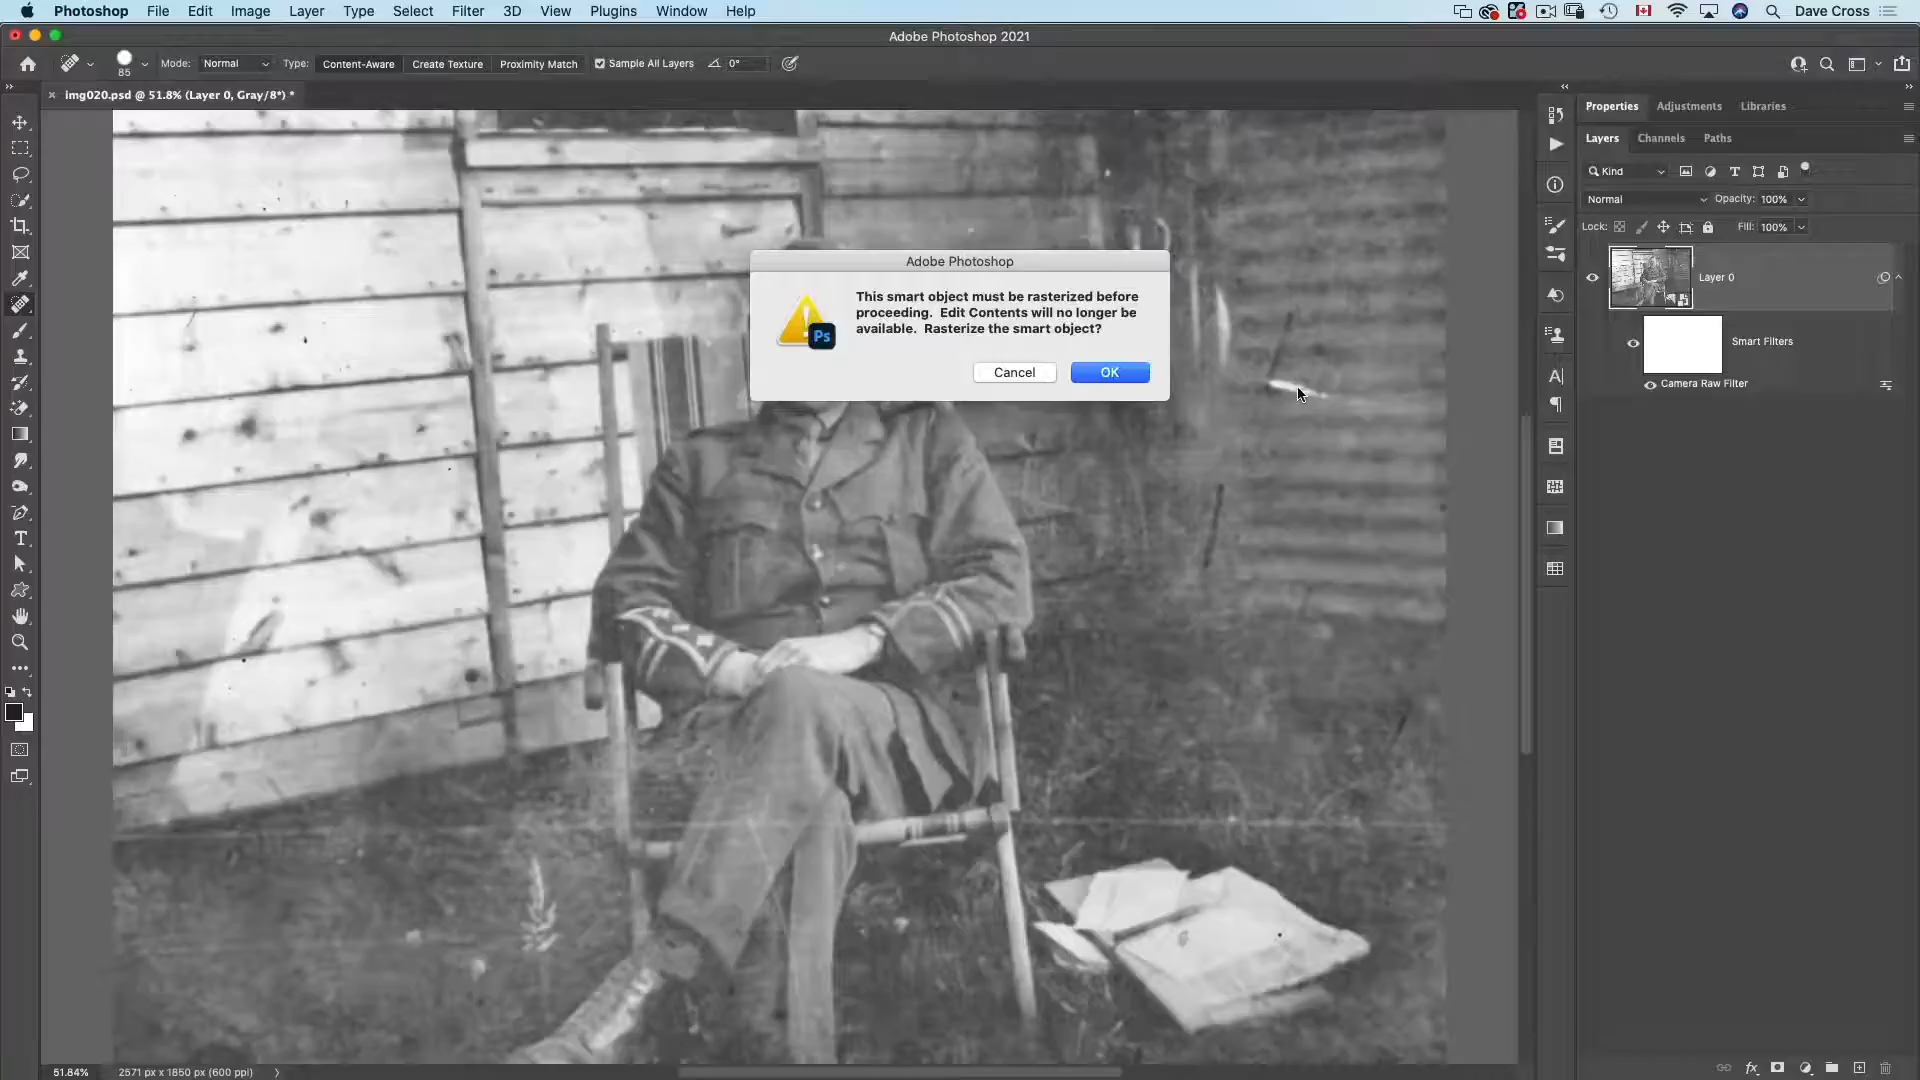 Photoshop File Edit Image Layer Type Select Filter 3D View Plugins Window Help Dave Cross
Adobe Photoshop 2021
85 Mode: Normal Type: Content-Aware Create Texture Proximity Match Sample All Layers 0°
img020.psd @ 51.8% (Layer 0, Gray/8*) *
Properties Adjustments Libraries
Layers Channels Paths
Kind
Normal Opacity: 100%
Lock: Fill: 100%
Layer 0
Smart Filters
Camera Raw Filter
Adobe Photoshop
This smart object must be rasterized before
proceeding. Edit Contents will no longer be
available. Rasterize the smart object?
Cancel OK
Ps
51.84% 2571 px x 1850 px (600 ppi)